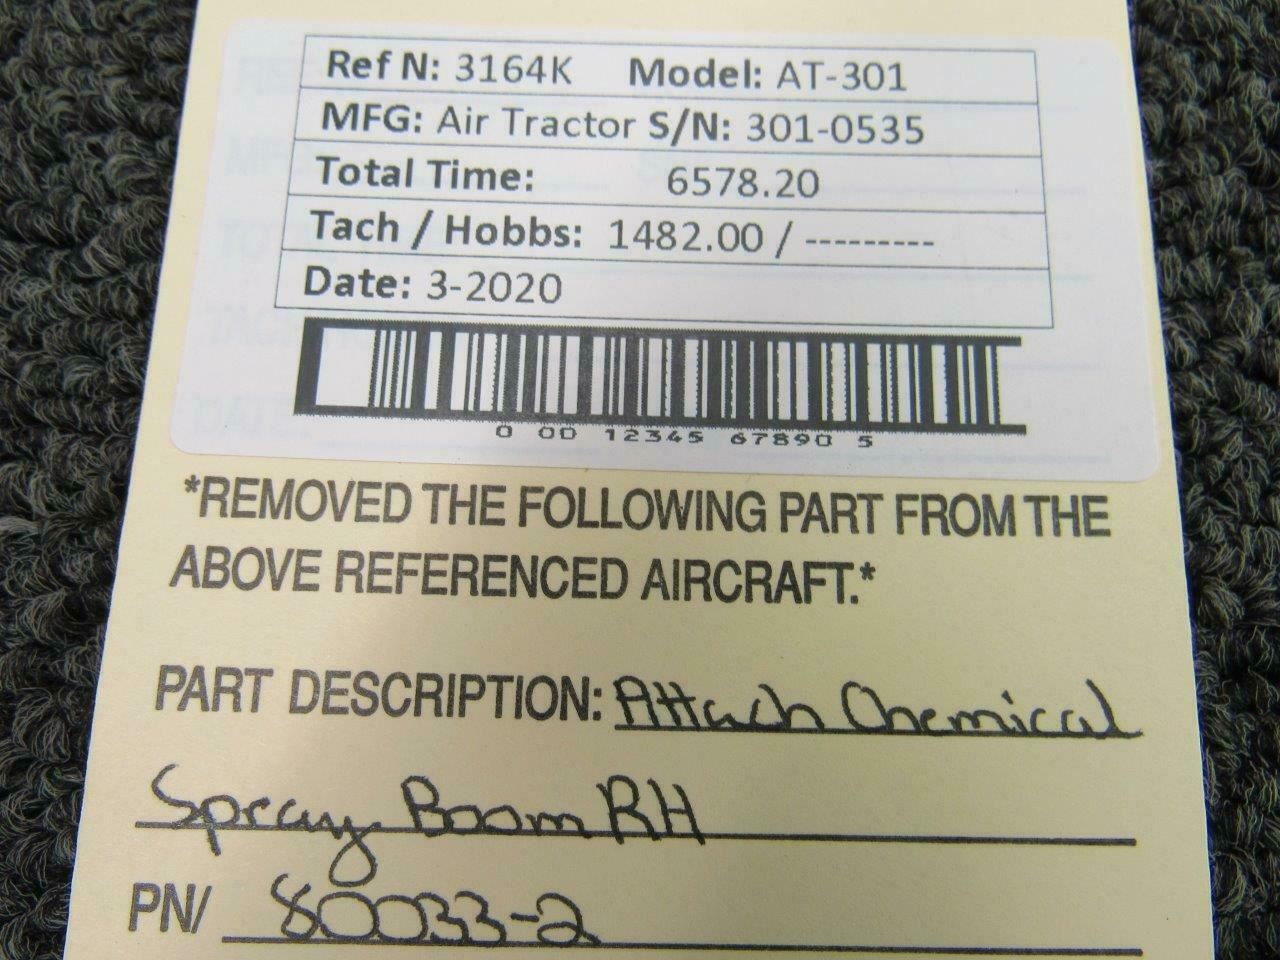 Ref N: 3164K Model: AT-301
MFG: Air Tractor S/N: 301-0535
Total Time: 6578.20
Tach / Hobbs: 1482.00 / ---------
Date: 3-2020
0 00 12345 67890 5
*REMOVED THE FOLLOWING PART FROM THE
ABOVE REFERENCED AIRCRAFT.*
PART DESCRIPTION: Attach Chemical
Spray Boom RH
PN/ 80033-2